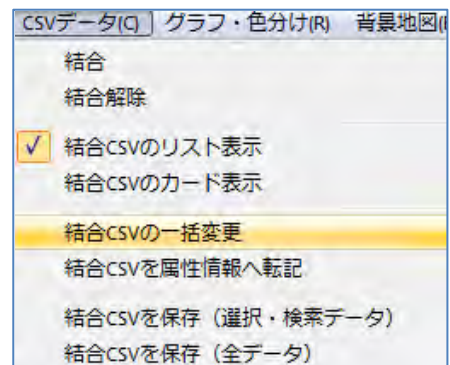 CSVデータ(C) グラフ・色分け(R) 背景地図(
結合
結合解除
結合CSVのリスト表示
結合CSVのカード表示
結合CSVの一括変更
結合CSVを属性情報へ転記
結合CSVを保存（選択・検索データ）
結合CSVを保存（全データ）